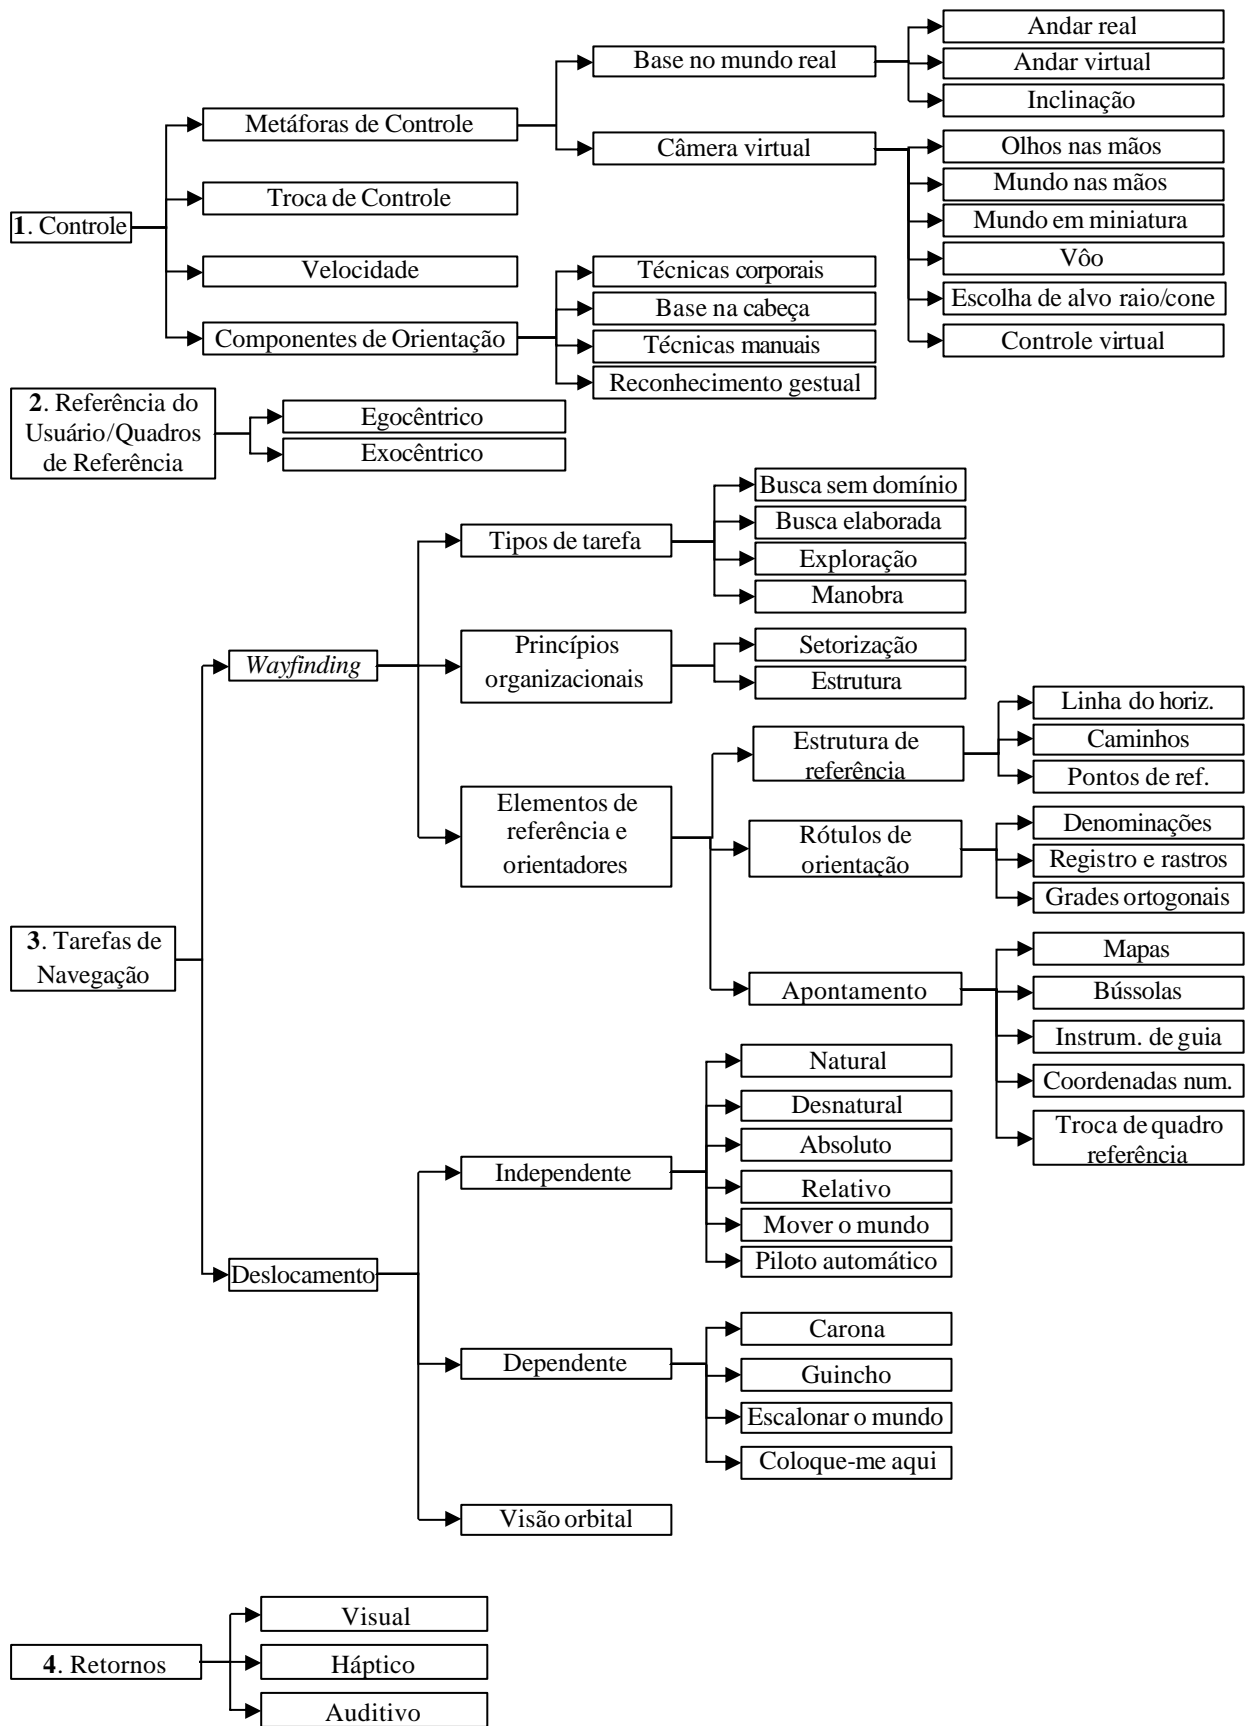 1. Controle
Metáforas de Controle
Base no mundo real
Andar real
Andar virtual
Inclinação
Câmera virtual
Olhos nas mãos
Mundo nas mãos
Mundo em miniatura
Vôo
Escolha de alvo raio/cone
Controle virtual
Troca de Controle
Velocidade
Componentes de Orientação
Técnicas corporais
Base na cabeça
Técnicas manuais
Reconhecimento gestual
2. Referência do
Usuário/Quadros
de Referência
Egocêntrico
Exocêntrico
3. Tarefas de
Navegação
Wayfinding
Tipos de tarefa
Busca sem domínio
Busca elaborada
Exploração
Manobra
Princípios
organizacionais
Setorização
Estrutura
Elementos de
referência e
orientadores
Estrutura de
referência
Linha do horiz.
Caminhos
Pontos de ref.
Rótulos de
orientação
Denominações
Registro e rastros
Grades ortogonais
Apontamento
Mapas
Bússolas
Instrum. de guia
Coordenadas num.
Troca de quadro
referência
Deslocamento
Independente
Natural
Desnatural
Absoluto
Relativo
Mover o mundo
Piloto automático
Dependente
Carona
Guincho
Escalonar o mundo
Coloque-me aqui
Visão orbital
4. Retornos
Visual
Háptico
Auditivo